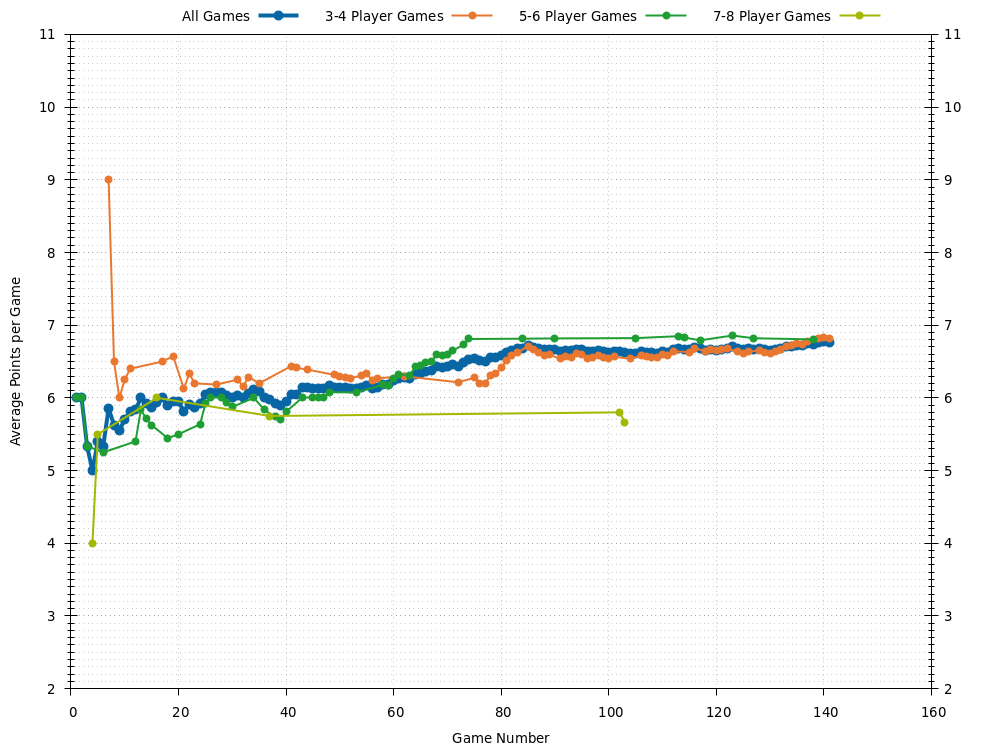 All Games 3-4 Player Games 5-6 Player Games 7-8 Player Games
11 11
10 10
9 9
8 8
7 7
6 6
5 5
4 4
3 3
2 2
Average Points per Game
0 20 40 60 80 100 120 140 160
Game Number